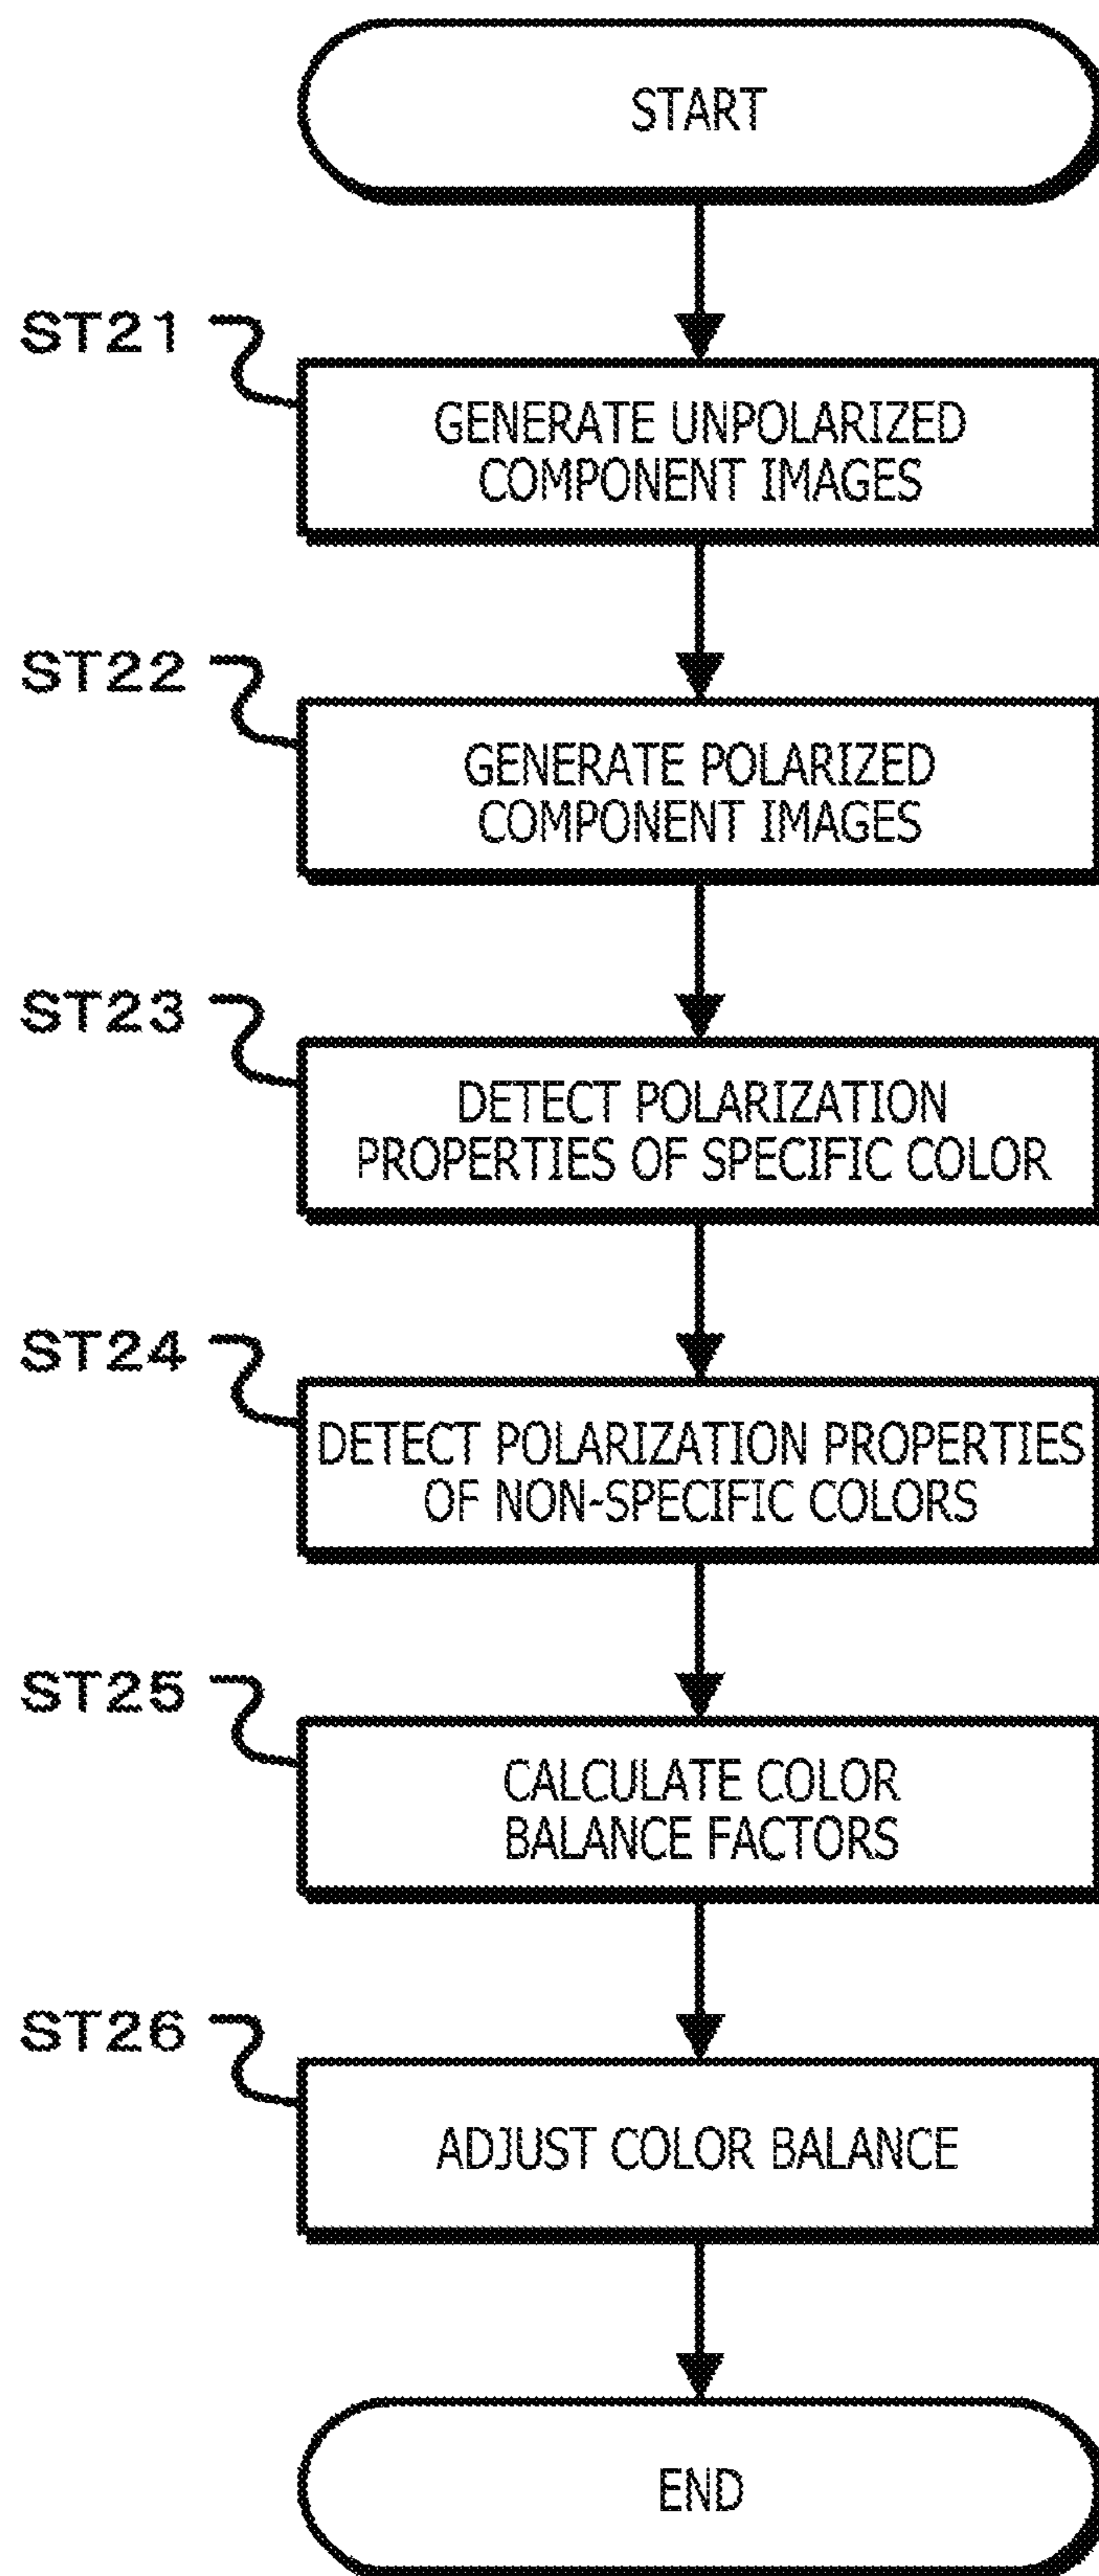 START
ST21
GENERATE UNPOLARIZED
COMPONENT IMAGES
ST22
GENERATE POLARIZED
COMPONENT IMAGES
ST23
DETECT POLARIZATION
PROPERTIES OF SPECIFIC COLOR
ST24
DETECT POLARIZATION PROPERTIES
OF NON-SPECIFIC COLORS
ST25
CALCULATE COLOR
BALANCE FACTORS
ST26
ADJUST COLOR BALANCE
END